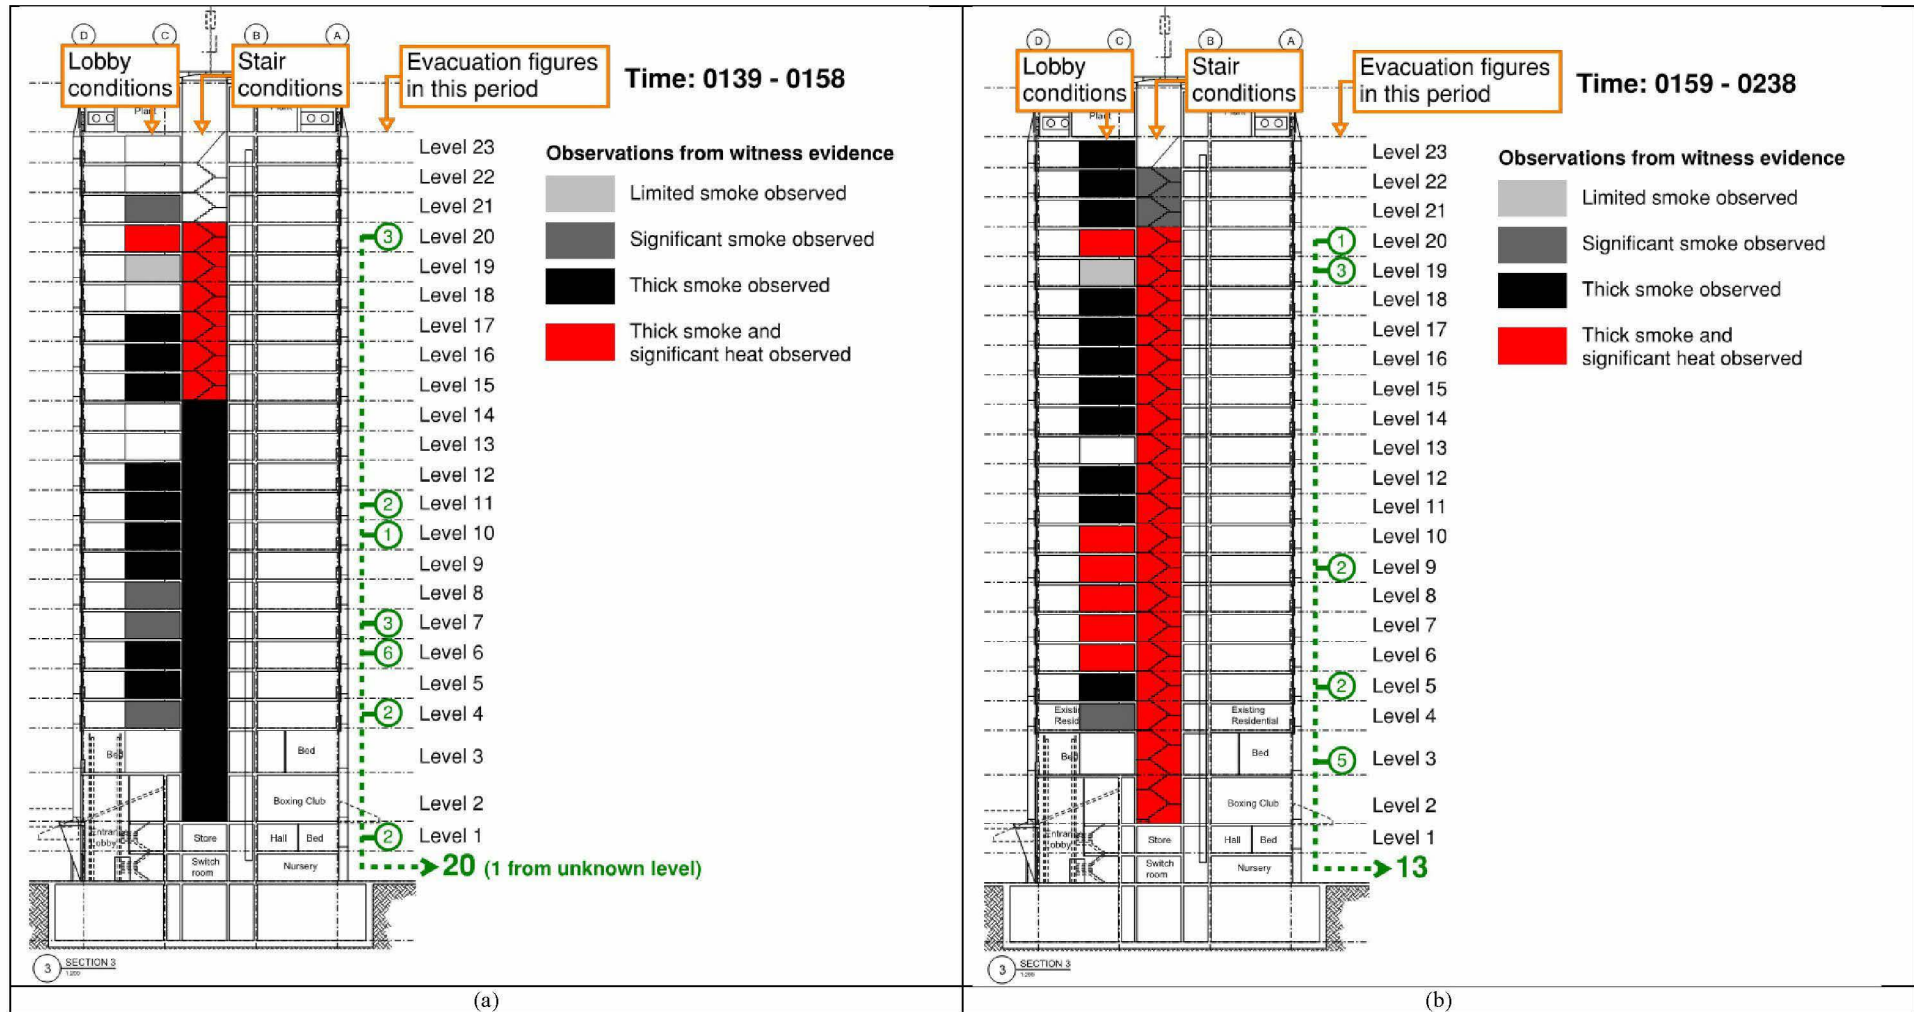 D
C
B
A
Lobby
conditions
Stair
conditions
Evacuation figures
in this period
Time: 0139 - 0158
Plant
Level 23
Level 22
Level 21
Level 20
Level 19
Level 18
Level 17
Level 16
Level 15
Level 14
Level 13
Level 12
Level 11
Level 10
Level 9
Level 8
Level 7
Level 6
Level 5
Level 4
Level 3
Level 2
Level 1
3
2
1
3
6
2
2
20 (1 from unknown level)
Observations from witness evidence
Limited smoke observed
Significant smoke observed
Thick smoke observed
Thick smoke and
significant heat observed
Bed
Bed
Boxing Club
Store
Hall
Bed
Switch
room
Nursery
3
SECTION 3
1:200
(a)
D
C
B
A
Lobby
conditions
Stair
conditions
Evacuation figures
in this period
Time: 0159 - 0238
Plant
Level 23
Level 22
Level 21
Level 20
Level 19
Level 18
Level 17
Level 16
Level 15
Level 14
Level 13
Level 12
Level 11
Level 10
Level 9
Level 8
Level 7
Level 6
Level 5
Level 4
Level 3
Level 2
Level 1
1
3
2
2
5
13
Observations from witness evidence
Limited smoke observed
Significant smoke observed
Thick smoke observed
Thick smoke and
significant heat observed
Existing
Residential
Bed
Bed
Boxing Club
Store
Hall
Bed
Switch
room
Nursery
3
SECTION 3
1:200
(b)